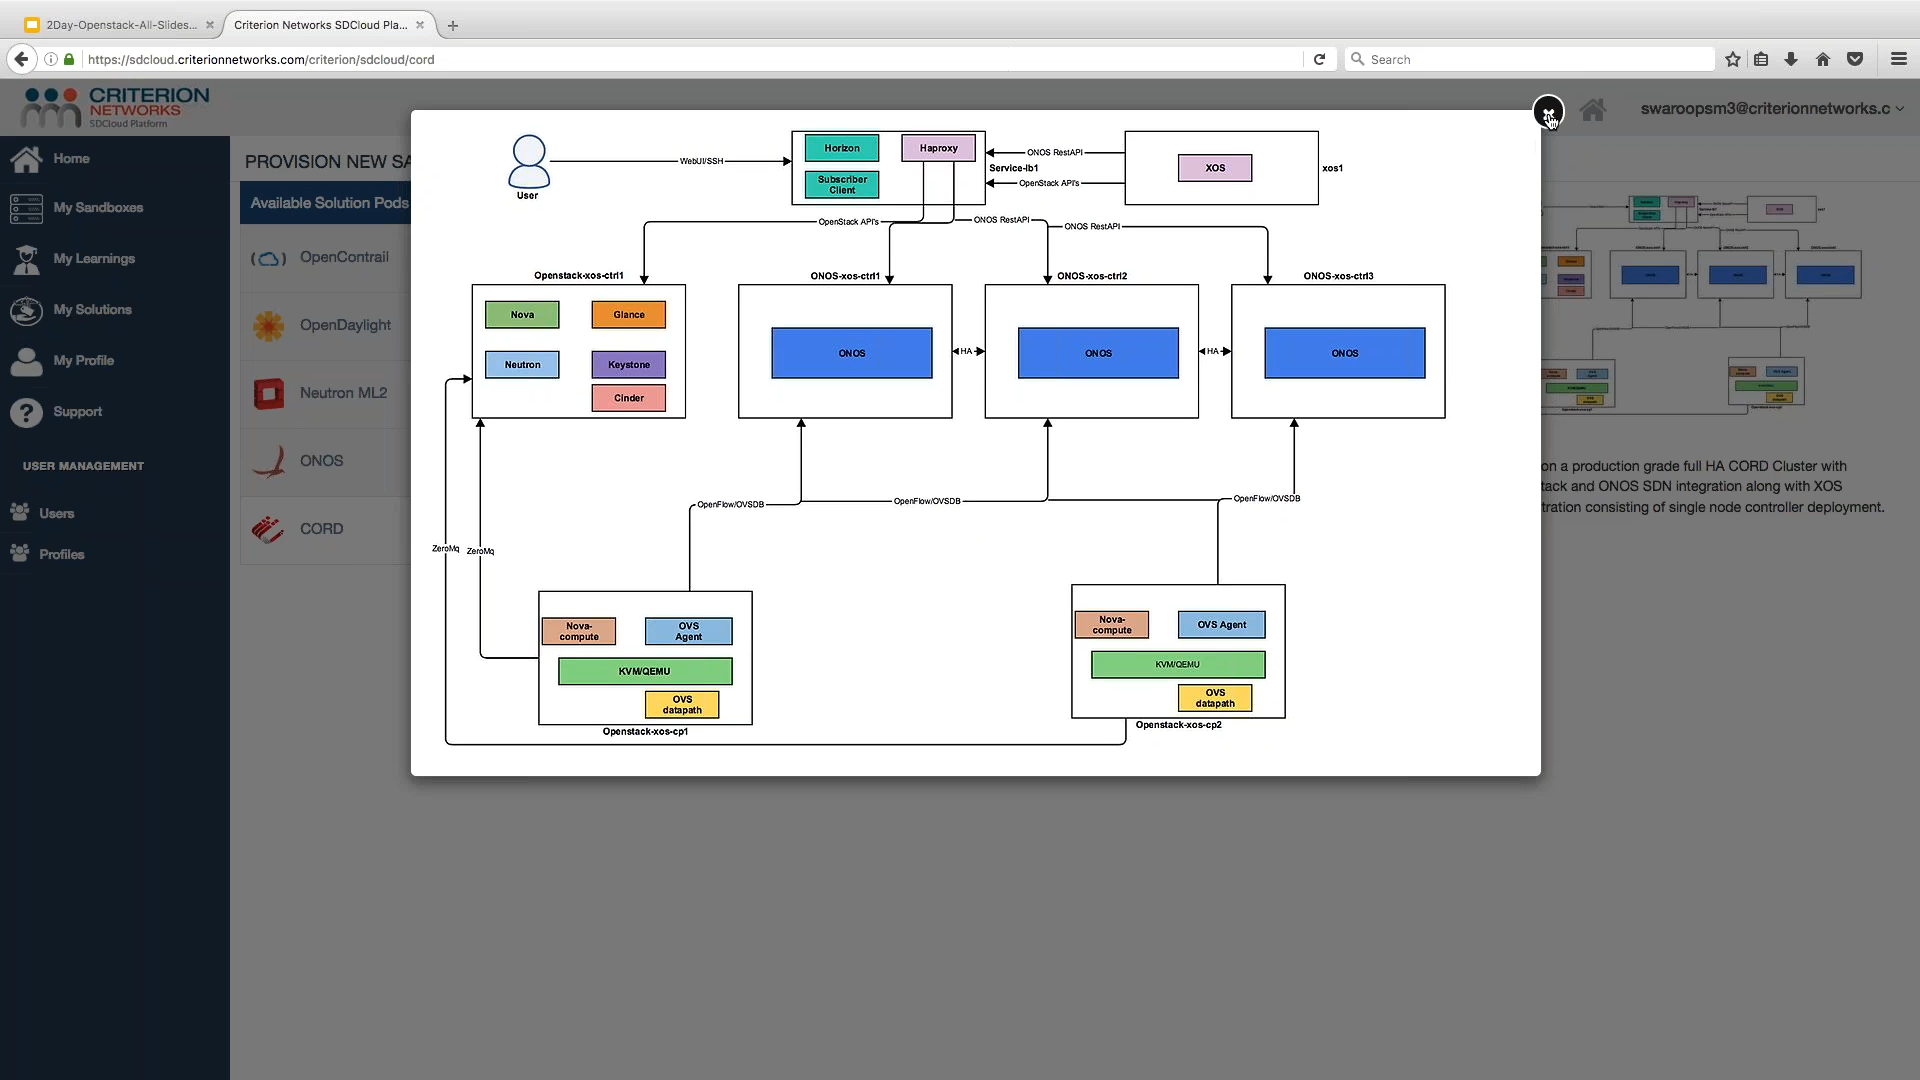 2Day-Openstack-All-Slides...
Criterion Networks SDCloud Pla...
https://sdcloud.criterionnetworks.com/criterion/sdcloud/cord
Search
CRITERION
NETWORKS
SDCloud Platform
swaroopsm3@criterionnetworks.c
Home
My Sandboxes
My Learnings
My Solutions
My Profile
Support
USER MANAGEMENT
Users
Profiles
PROVISION NEW SA
Available Solution Pods
OpenContrail
OpenDaylight
Neutron ML2
ONOS
CORD
User
WebUI/SSH
Horizon
Haproxy
Subscriber
Client
Service-lb1
ONOS RestAPI
OpenStack API's
XOS
xos1
OpenStack API's
ONOS RestAPI
ONOS RestAPI
Openstack-xos-ctrl1
ONOS-xos-ctrl1
ONOS-xos-ctrl2
ONOS-xos-ctrl3
Nova
Glance
Neutron
Keystone
Cinder
ONOS
HA
ONOS
HA
ONOS
OpenFlow/OVSDB
OpenFlow/OVSDB
OpenFlow/OVSDB
ZeroMq
ZeroMq
Nova-
compute
OVS
Agent
KVM/QEMU
OVS
datapath
Openstack-xos-cp1
Nova-
compute
OVS Agent
KVM/QEMU
OVS
datapath
Openstack-xos-cp2
on a production grade full HA CORD Cluster with
tack and ONOS SDN integration along with XOS
tration consisting of single node controller deployment.